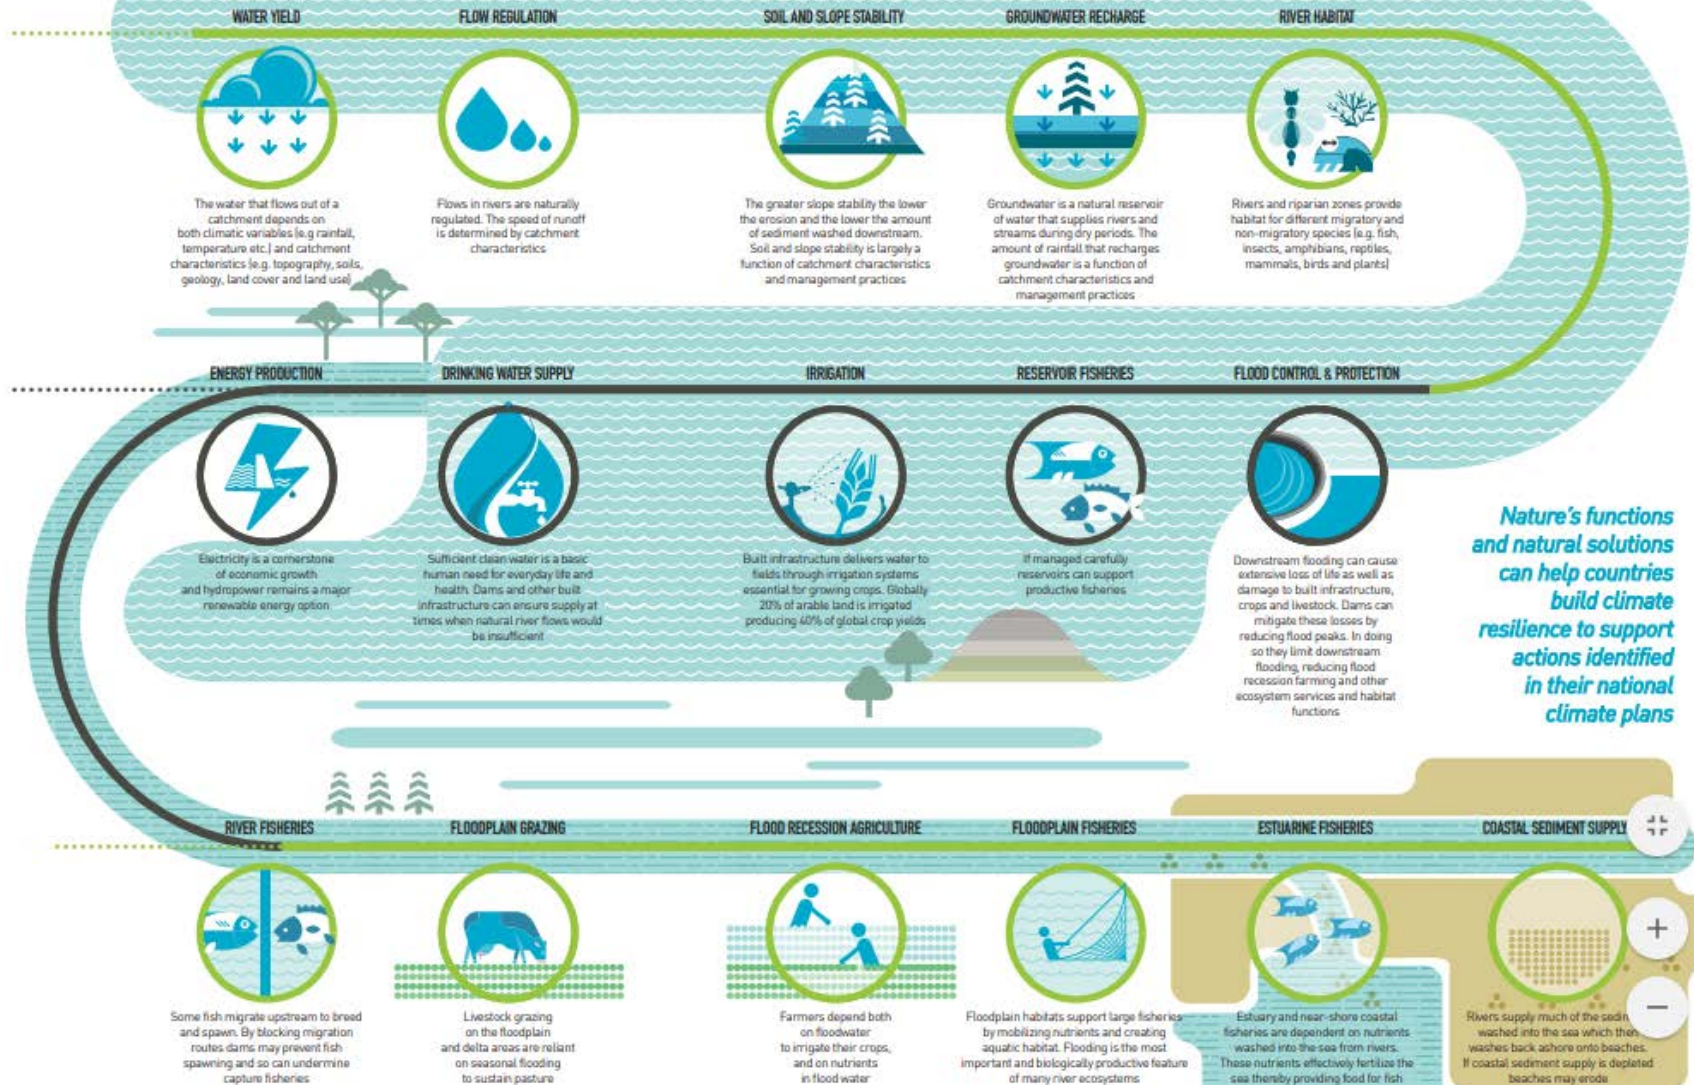 WATER YIELD
FLOW REGULATION
SOIL AND SLOPE STABILITY
GROUNDWATER RECHARGE
RIVER HABITAT
The water that flows out of a
catchment depends on
both climatic variables (e.g rainfall,
temperature etc.) and catchment
characteristics (e.g. topography, soils,
geology, land cover and land use)
Flows in rivers are naturally
regulated. The speed of runoff
is determined by catchment
characteristics
The greater slope stability the lower
the erosion and the lower the amount
of sediment washed downstream.
Soil and slope stability is largely a
function of catchment characteristics
and management practices
Groundwater is a natural reservoir
of water that supplies rivers and
streams during dry periods. The
amount of rainfall that recharges
groundwater is a function of
catchment characteristics and
management practices
Rivers and riparian zones provide
habitat for different migratory and
non-migratory species (e.g. fish,
insects, amphibians, reptiles,
mammals, birds and plants)
ENERGY PRODUCTION
DRINKING WATER SUPPLY
IRRIGATION
RESERVOIR FISHERIES
FLOOD CONTROL & PROTECTION
Electricity is a cornerstone
of economic growth
and hydropower remains a major
renewable energy option
Sufficient clean water is a basic
human need for everyday life and
health. Dams and other built
infrastructure can ensure supply at
times when natural river flows would
be insufficient
Built infrastructure delivers water to
fields through irrigation systems
essential for growing crops. Globally
20% of arable land is irrigated
producing 40% of global crop yields
If managed carefully
reservoirs can support
productive fisheries
Downstream flooding can cause
extensive loss of life as well as
damage to built infrastructure,
crops and livestock. Dams can
mitigate these losses by
reducing flood peaks. In doing
so they limit downstream
flooding, reducing flood
recession farming and other
ecosystem services and habitat
functions
Nature's functions
and natural solutions
can help countries
build climate
resilience to support
actions identified
in their national
climate plans
RIVER FISHERIES
FLOODPLAIN GRAZING
FLOOD RECESSION AGRICULTURE
FLOODPLAIN FISHERIES
ESTUARINE FISHERIES
COASTAL SEDIMENT SUPPLY
Some fish migrate upstream to breed
and spawn. By blocking migration
routes dams may prevent fish
spawning and so can undermine
capture fisheries
Livestock grazing
on the floodplain
and delta areas are reliant
on seasonal flooding
to sustain pasture
Farmers depend both
on floodwater
to irrigate their crops,
and on nutrients
in flood water
Floodplain habitats support large fisheries
by mobilizing nutrients and creating
aquatic habitat. Flooding is the most
important and biologically productive feature
of many river ecosystems
Estuary and near-shore coastal
fisheries are dependent on nutrients
washed into the sea from rivers.
These nutrients effectively fertilize the
sea thereby providing food for fish
Rivers supply much of the
washed into the sea which then
washes back ashore onto beaches.
If coastal sediment supply is depleted
beaches may erode